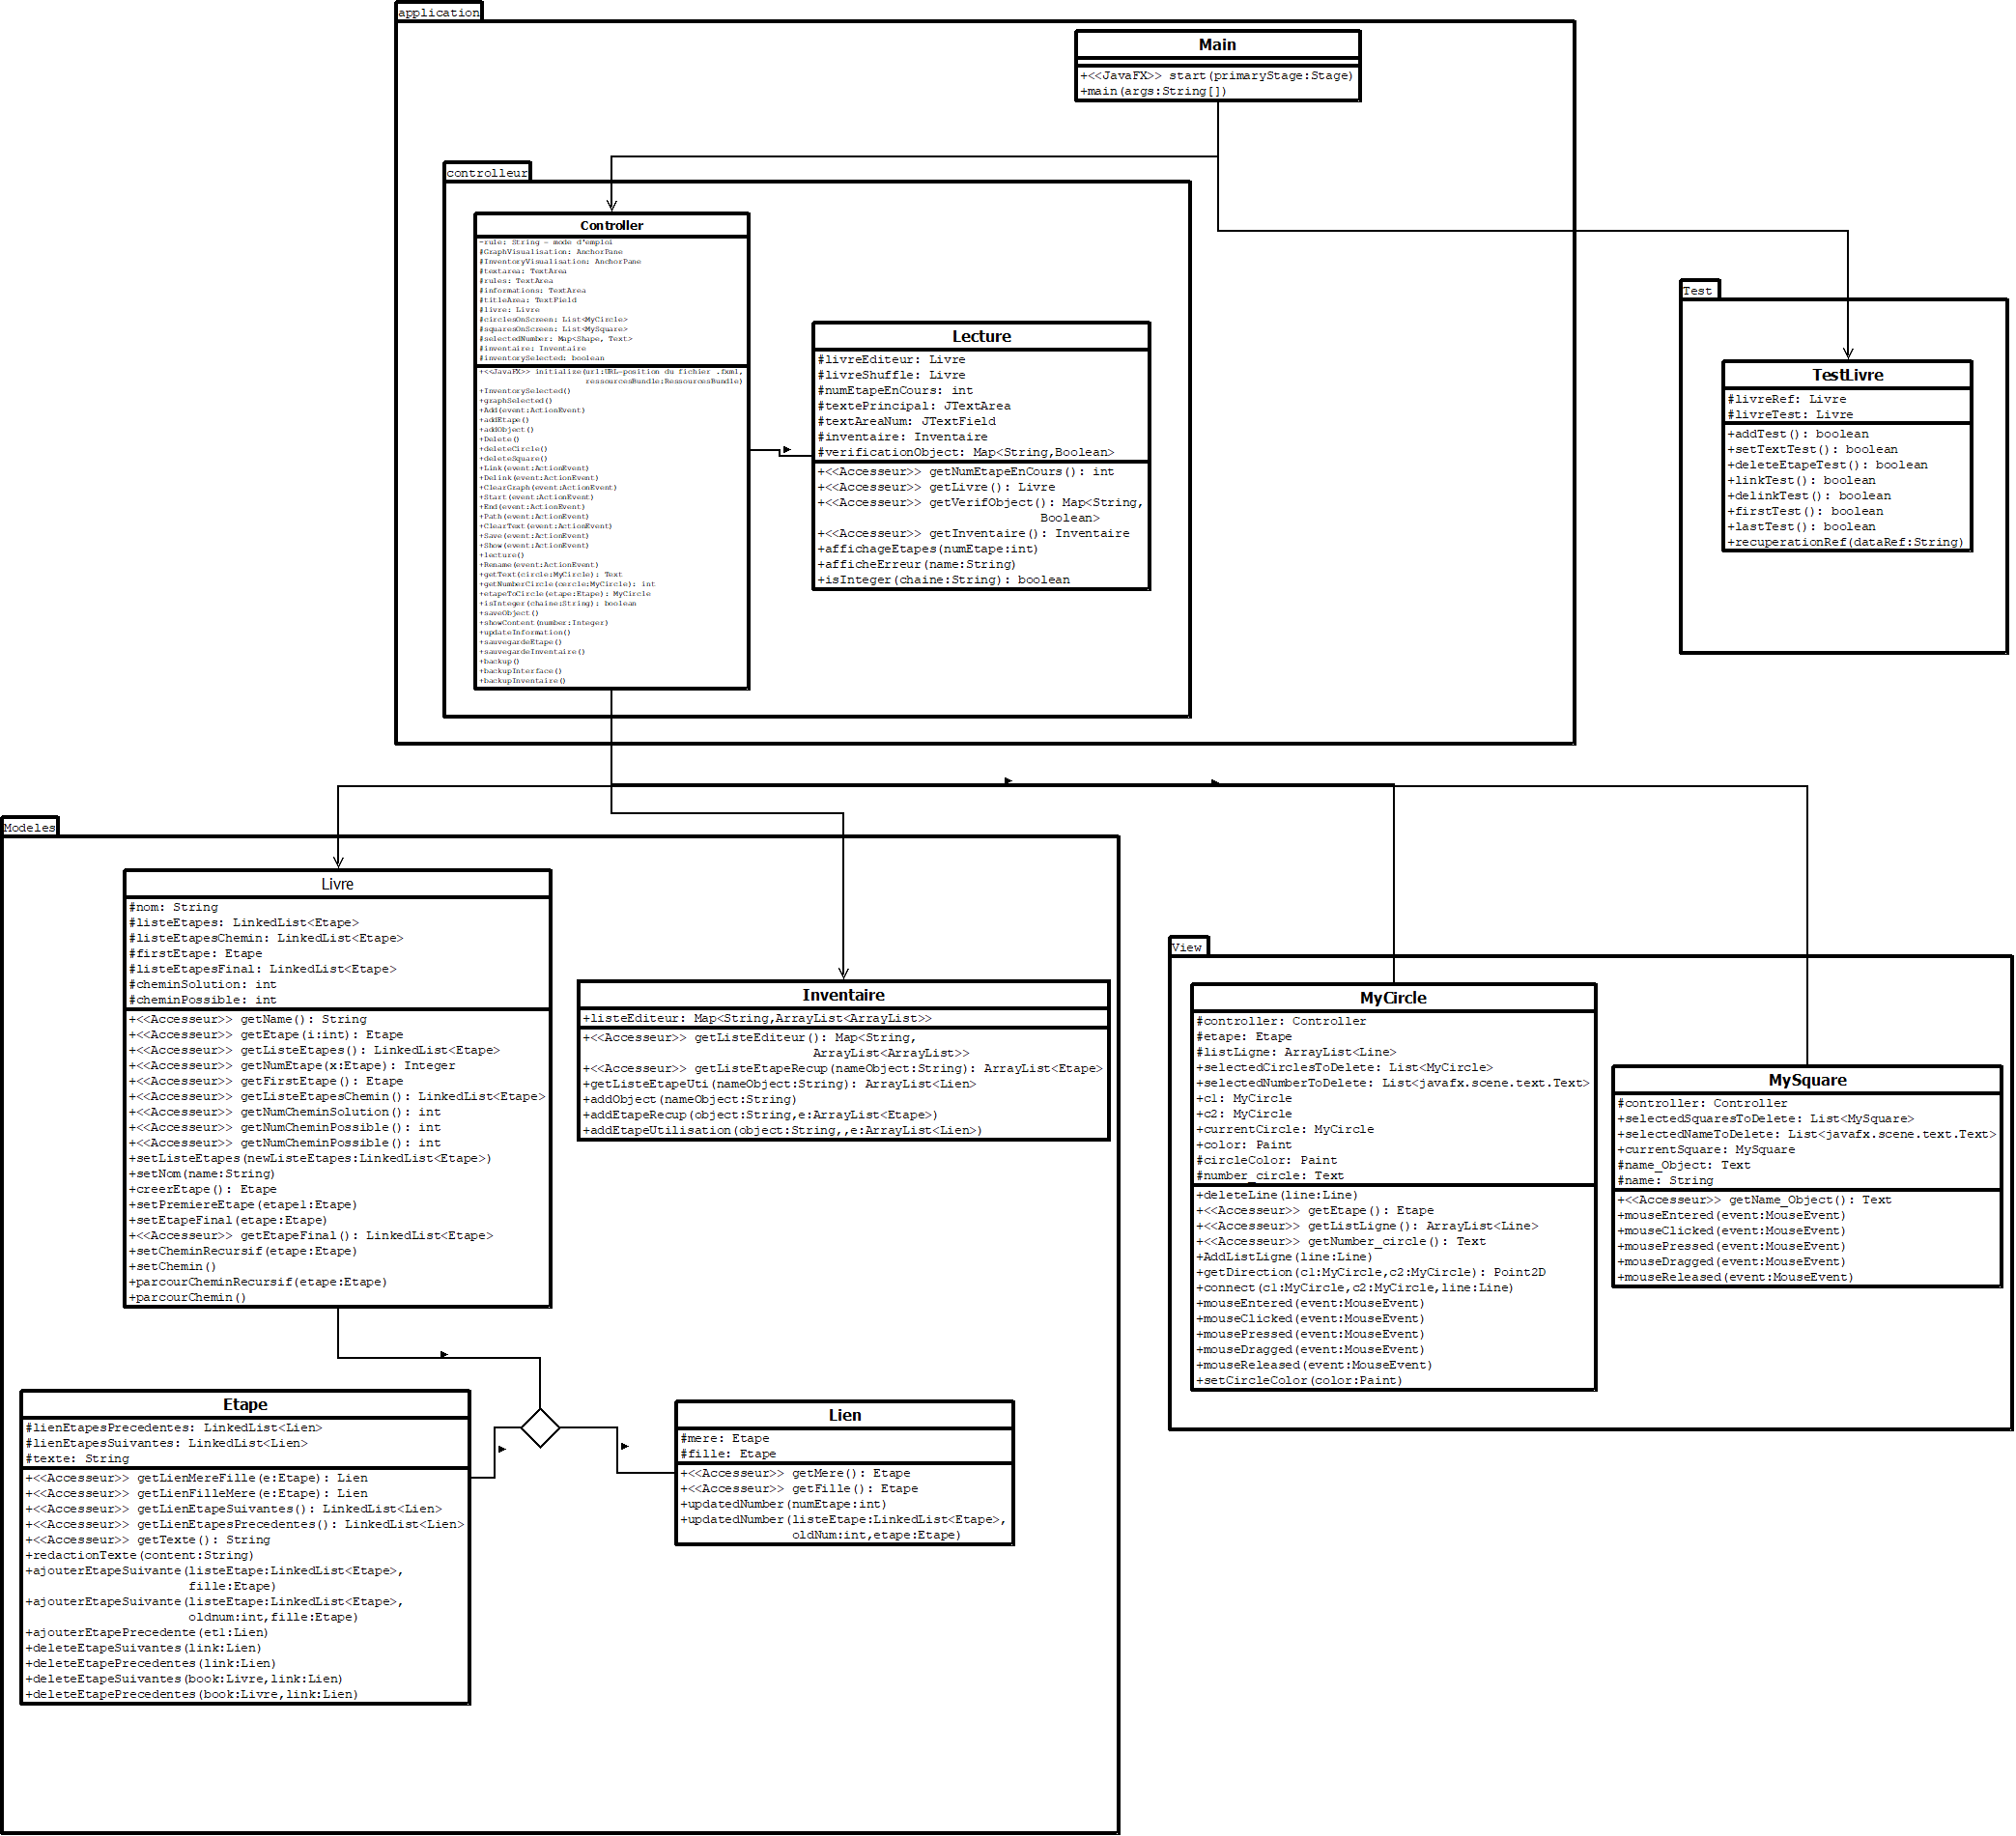 application
Main
+<<JavaFX>> start(primaryStage:Stage)
+main(args:String[])
controlleur
Controller
-rule: String - mode d'emploi
#GraphVisualisation: AnchorPane
#InventoryVisualisation: AnchorPane
#textarea: TextArea
#rules: TextArea
#informations: TextArea
#titleArea: TextField
#livre: Livre
#circlesOnScreen: List<MyCircle>
#squaresOnScreen: List<MySquare>
#selectedNumber: Map<Shape, Text>
#inventaire: Inventaire
#inventorySelected: boolean
+<<JavaFX>> initialize(url:URL-position du fichier .fxml,
ressourcesBundle:RessourcesBundle)
+InventorySelected()
+graphSelected()
+Add(event:ActionEvent)
+addEtape()
+addObject()
+Delete()
+deleteCircle()
+deleteSquare()
+Link(event:ActionEvent)
+Delink(event:ActionEvent)
+ClearGraph(event:ActionEvent)
+Start(event:ActionEvent)
+End(event:ActionEvent)
+Path(event:ActionEvent)
+ClearText(event:ActionEvent)
+Save(event:ActionEvent)
+Show(event:ActionEvent)
+lecture()
+Rename(event:ActionEvent)
+getText(circle:MyCircle): Text
+getNumberCircle(cercle:MyCircle): int
+etapeToCircle(etape:Etape): MyCircle
+isInteger(chaine:String): boolean
+saveObject()
+showContent(number:Integer)
+updateInformation()
+sauvegardeEtape()
+sauvegardeInventaire()
+backup()
+backupInterface()
+backupInventaire()
Lecture
#livreEditeur: Livre
#livreShuffle: Livre
#numEtapeEnCours: int
#textePrincipal: JTextArea
#textAreaNum: JTextField
#inventaire: Inventaire
#verificationObject: Map<String,Boolean>
+<<Accesseur>> getNumEtapeEnCours(): int
+<<Accesseur>> getLivre(): Livre
+<<Accesseur>> getVerifObject(): Map<String,
Boolean>
+<<Accesseur>> getInventaire(): Inventaire
+affichageEtapes(numEtape:int)
+afficheErreur(name:String)
+isInteger(chaine:String): boolean
Test
TestLivre
#livreRef: Livre
#livreTest: Livre
+addTest(): boolean
+setTextTest(): boolean
+deleteEtapeTest(): boolean
+linkTest(): boolean
+delinkTest(): boolean
+firstTest(): boolean
+lastTest(): boolean
+recuperationRef(dataRef:String)
Modeles
Livre
#nom: String
#listeEtapes: LinkedList<Etape>
#listeEtapesChemin: LinkedList<Etape>
#firstEtape: Etape
#listeEtapesFinal: LinkedList<Etape>
#cheminSolution: int
#cheminPossible: int
+<<Accesseur>> getName(): String
+<<Accesseur>> getEtape(i:int): Etape
+<<Accesseur>> getListeEtapes(): LinkedList<Etape>
+<<Accesseur>> getNumEtape(x:Etape): Integer
+<<Accesseur>> getFirstEtape(): Etape
+<<Accesseur>> getListeEtapesChemin(): LinkedList<Etape>
+<<Accesseur>> getNumCheminSolution(): int
+<<Accesseur>> getNumCheminPossible(): int
+<<Accesseur>> getNumCheminPossible(): int
+setListeEtapes(newListeEtapes:LinkedList<Etape>)
+setNom(name:String)
+creerEtape(): Etape
+setPremiereEtape(etape1:Etape)
+setEtapeFinal(etape:Etape)
+<<Accesseur>> getEtapeFinal(): LinkedList<Etape>
+setCheminRecursif(etape:Etape)
+setChemin()
+parcourCheminRecursif(etape:Etape)
+parcourChemin()
Inventaire
+listeEditeur: Map<String,ArrayList<ArrayList>>
+<<Accesseur>> getListeEditeur(): Map<String,
ArrayList<ArrayList>>
+<<Accesseur>> getListeEtapeRecup(nameObject:String): ArrayList<Etape>
+getListeEtapeUti(nameObject:String): ArrayList<Lien>
+addObject(nameObject:String)
+addEtapeRecup(object:String,e:ArrayList<Etape>)
+addEtapeUtilisation(object:String,,e:ArrayList<Lien>)
Etape
#lienEtapesPrecedentes: LinkedList<Lien>
#lienEtapesSuivantes: LinkedList<Lien>
#texte: String
+<<Accesseur>> getLienMereFille(e:Etape): Lien
+<<Accesseur>> getLienFilleMere(e:Etape): Lien
+<<Accesseur>> getLienEtapeSuivantes(): LinkedList<Lien>
+<<Accesseur>> getLienEtapesPrecedentes(): LinkedList<Lien>
+<<Accesseur>> getTexte(): String
+redactionTexte(content:String)
+ajouterEtapeSuivante(listeEtape:LinkedList<Etape>,
fille:Etape)
+ajouterEtapeSuivante(listeEtape:LinkedList<Etape>,
oldnum:int,fille:Etape)
+ajouterEtapePrecedente(et1:Lien)
+deleteEtapeSuivantes(link:Lien)
+deleteEtapePrecedentes(link:Lien)
+deleteEtapeSuivantes(book:Livre,link:Lien)
+deleteEtapePrecedentes(book:Livre,link:Lien)
Lien
#mere: Etape
#fille: Etape
+<<Accesseur>> getMere(): Etape
+<<Accesseur>> getFille(): Etape
+updatedNumber(numEtape:int)
+updatedNumber(listeEtape:LinkedList<Etape>,
oldNum:int,etape:Etape)
View
MyCircle
#controller: Controller
#etape: Etape
#listLigne: ArrayList<Line>
+selectedCirclesToDelete: List<MyCircle>
+selectedNumberToDelete: List<javafx.scene.text.Text>
+c1: MyCircle
+c2: MyCircle
+currentCircle: MyCircle
+color: Paint
#circleColor: Paint
#number_circle: Text
+deleteLine(line:Line)
+<<Accesseur>> getEtape(): Etape
+<<Accesseur>> getListLigne(): ArrayList<Line>
+<<Accesseur>> getNumber_circle(): Text
+AddListLigne(line:Line)
+getDirection(c1:MyCircle,c2:MyCircle): Point2D
+connect(c1:MyCircle,c2:MyCircle,line:Line)
+mouseEntered(event:MouseEvent)
+mouseClicked(event:MouseEvent)
+mousePressed(event:MouseEvent)
+mouseDragged(event:MouseEvent)
+mouseReleased(event:MouseEvent)
+setCircleColor(color:Paint)
MySquare
#controller: Controller
+selectedSquaresToDelete: List<MySquare>
+selectedNameToDelete: List<javafx.scene.text.Text>
+currentSquare: MySquare
#name_Object: Text
#name: String
+<<Accesseur>> getName_Object(): Text
+mouseEntered(event:MouseEvent)
+mouseClicked(event:MouseEvent)
+mousePressed(event:MouseEvent)
+mouseDragged(event:MouseEvent)
+mouseReleased(event:MouseEvent)